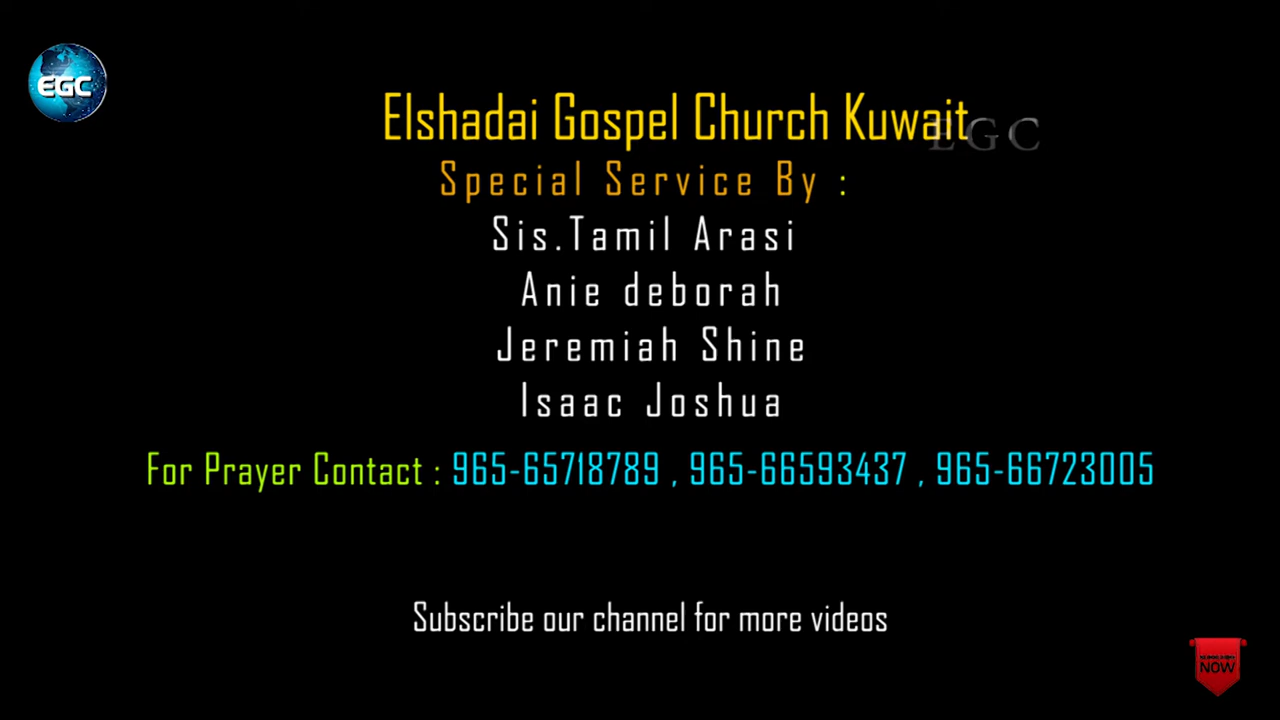 EGC
Elshadai Gospel Church Kuwait
EGC
Special Service By :
Sis.Tamil Arasi
Anie deborah
Jeremiah Shine
Isaac Joshua
For Prayer Contact : 965-65718789 , 965-66593437 , 965-66723005
Subscribe our channel for more videos
NOW